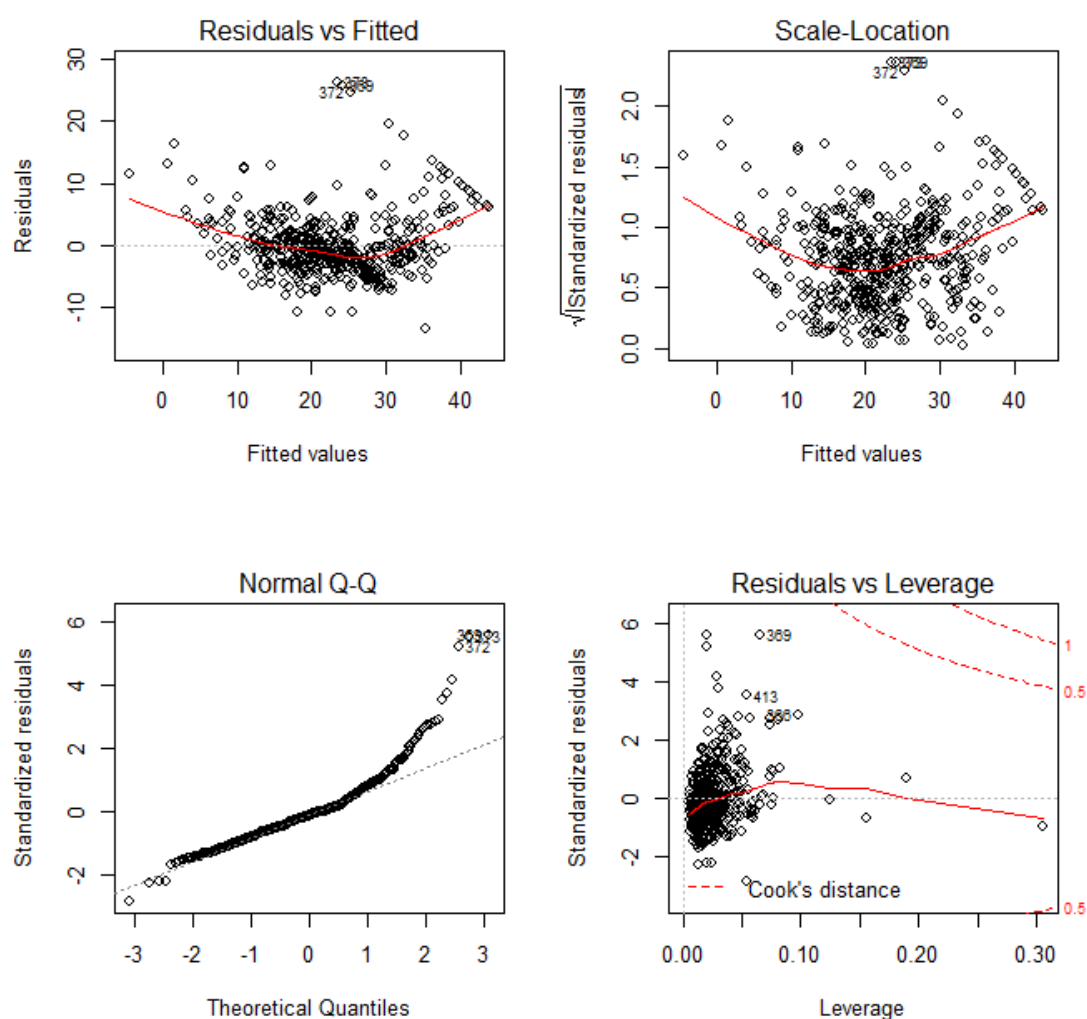 Residuals vs Fitted
Residuals
30
20
10
0
-10
372
0 10 20 30 40
Fitted values
Scale-Location
√|Standardized residuals|
2.0
1.5
1.0
0.5
0.0
372
0 10 20 30 40
Fitted values
Normal Q-Q
Standardized residuals
6
4
2
0
-2
372
-3 -2 -1 0 1 2 3
Theoretical Quantiles
Residuals vs Leverage
Standardized residuals
6
4
2
0
-2
369
413
1
0.5
0.5
Cook's distance
0.00 0.10 0.20 0.30
Leverage